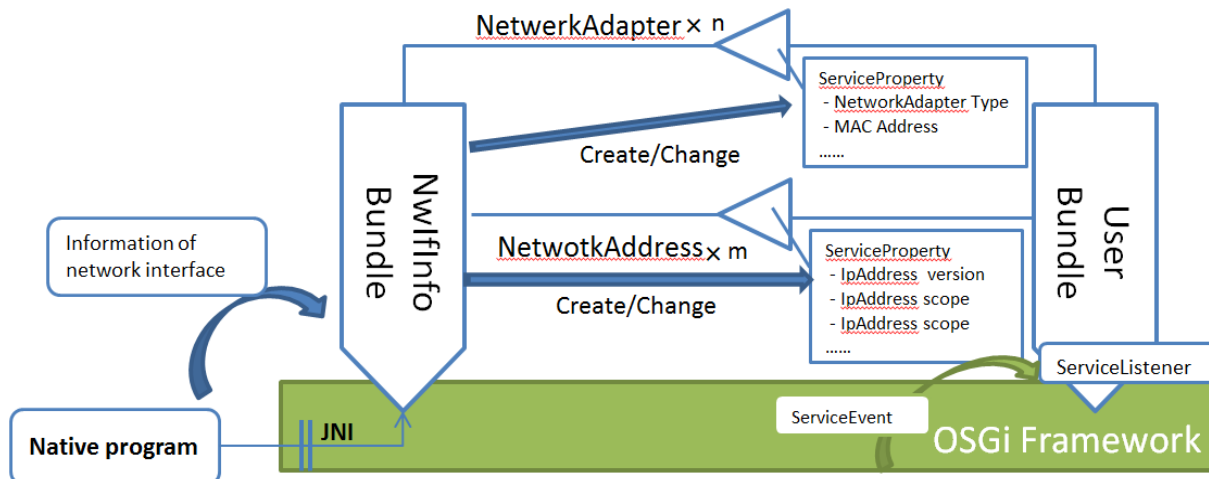 NetwerkAdapter × n
ServiceProperty
- NetworkAdapter Type
- MAC Address
......
Create/Change
NwIfInfo
Bundle
User
Bundle
Information of
network interface
NetwotkAddress × m
ServiceProperty
- IpAddress version
- IpAddress scope
- IpAddress scope
......
Create/Change
ServiceListener
ServiceEvent
Native program
JNI
OSGi Framework